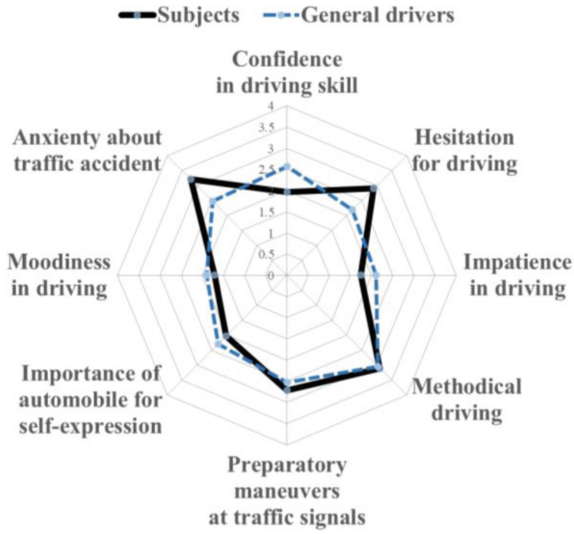 Subjects General drivers
Confidence
in driving skill
Anxienty about
traffic accident
Hesitation
for driving
4
3.5
3
2.5
2
1.5
1
0.5
0
Moodiness
in driving
Impatience
in driving
Importance of
automobile for
self-expression
Methodical
driving
Preparatory
maneuvers
at traffic signals